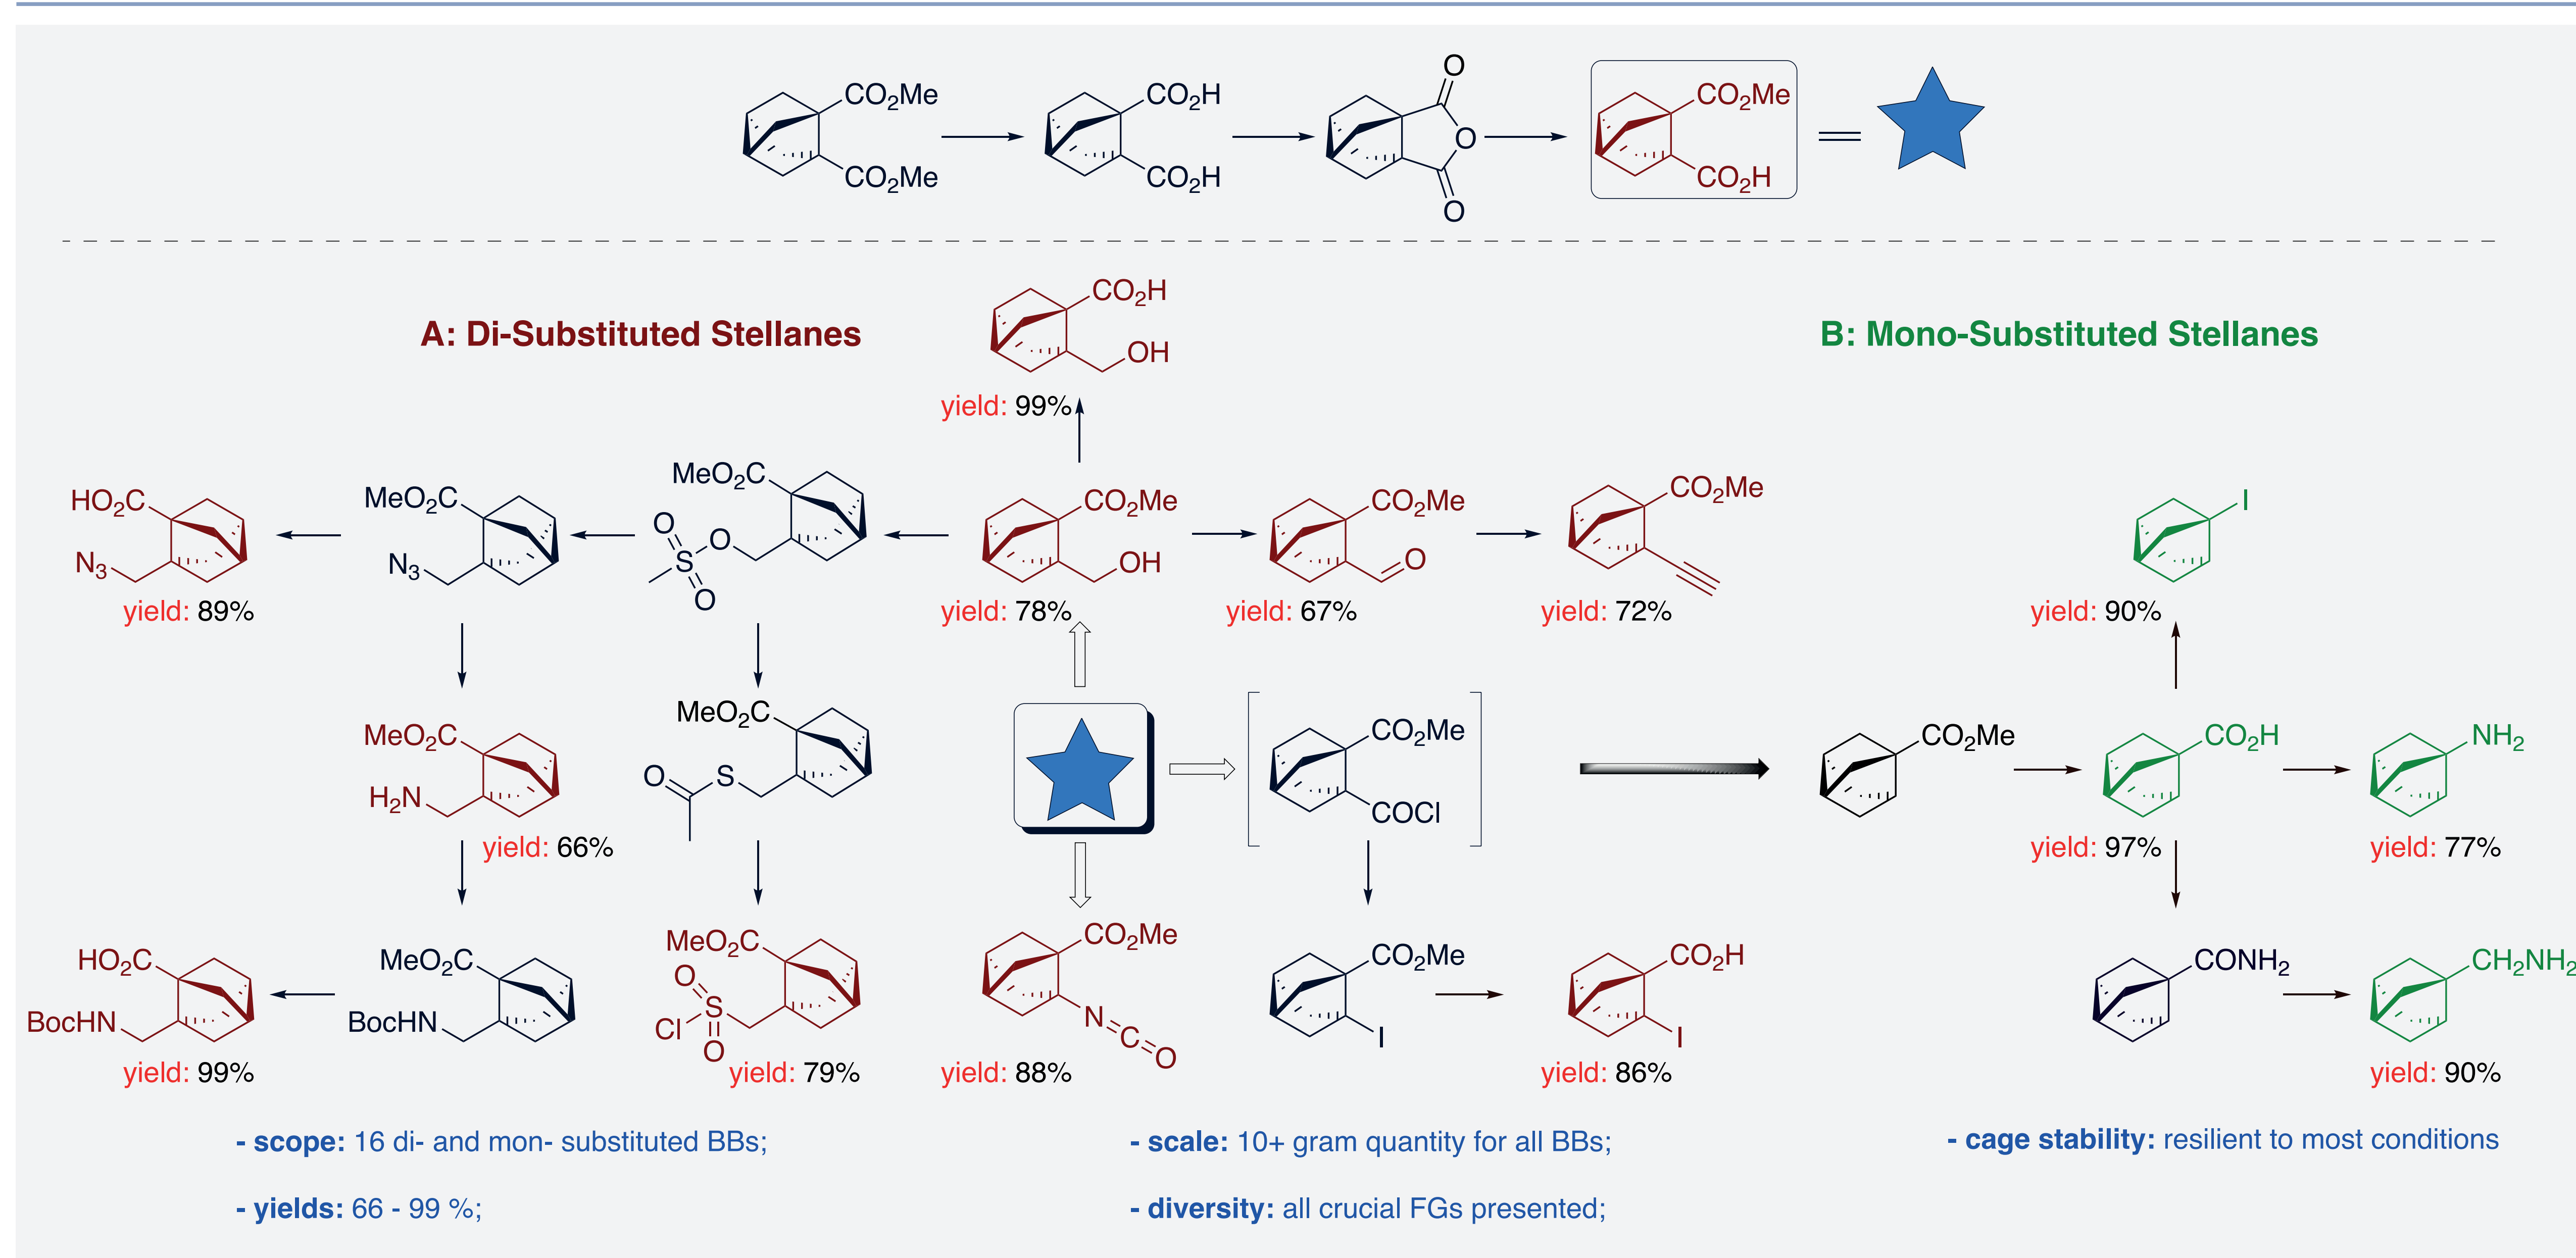 CO2Me
CO2Me
CO2H
CO2H
O
O
O
CO2Me
CO2H
A: Di-Substituted Stellanes
B: Mono-Substituted Stellanes
CO2H
OH
yield: 99%
HO2C
N3
yield: 89%
MeO2C
N3
MeO2C
O
O
S
O
CO2Me
OH
yield: 78%
CO2Me
O
yield: 67%
CO2Me
yield: 72%
I
yield: 90%
MeO2C
H2N
yield: 66%
MeO2C
O
S
CO2Me
COCl
CO2Me
CO2H
yield: 97%
NH2
yield: 77%
HO2C
BocHN
yield: 99%
MeO2C
BocHN
MeO2C
O
S
Cl
O
yield: 79%
CO2Me
N
C
O
yield: 88%
CO2Me
I
CO2H
I
yield: 86%
CONH2
CH2NH2
yield: 90%
- scope: 16 di- and mon- substituted BBs;
- scale: 10+ gram quantity for all BBs;
- cage stability: resilient to most conditions
- yields: 66 - 99 %;
- diversity: all crucial FGs presented;